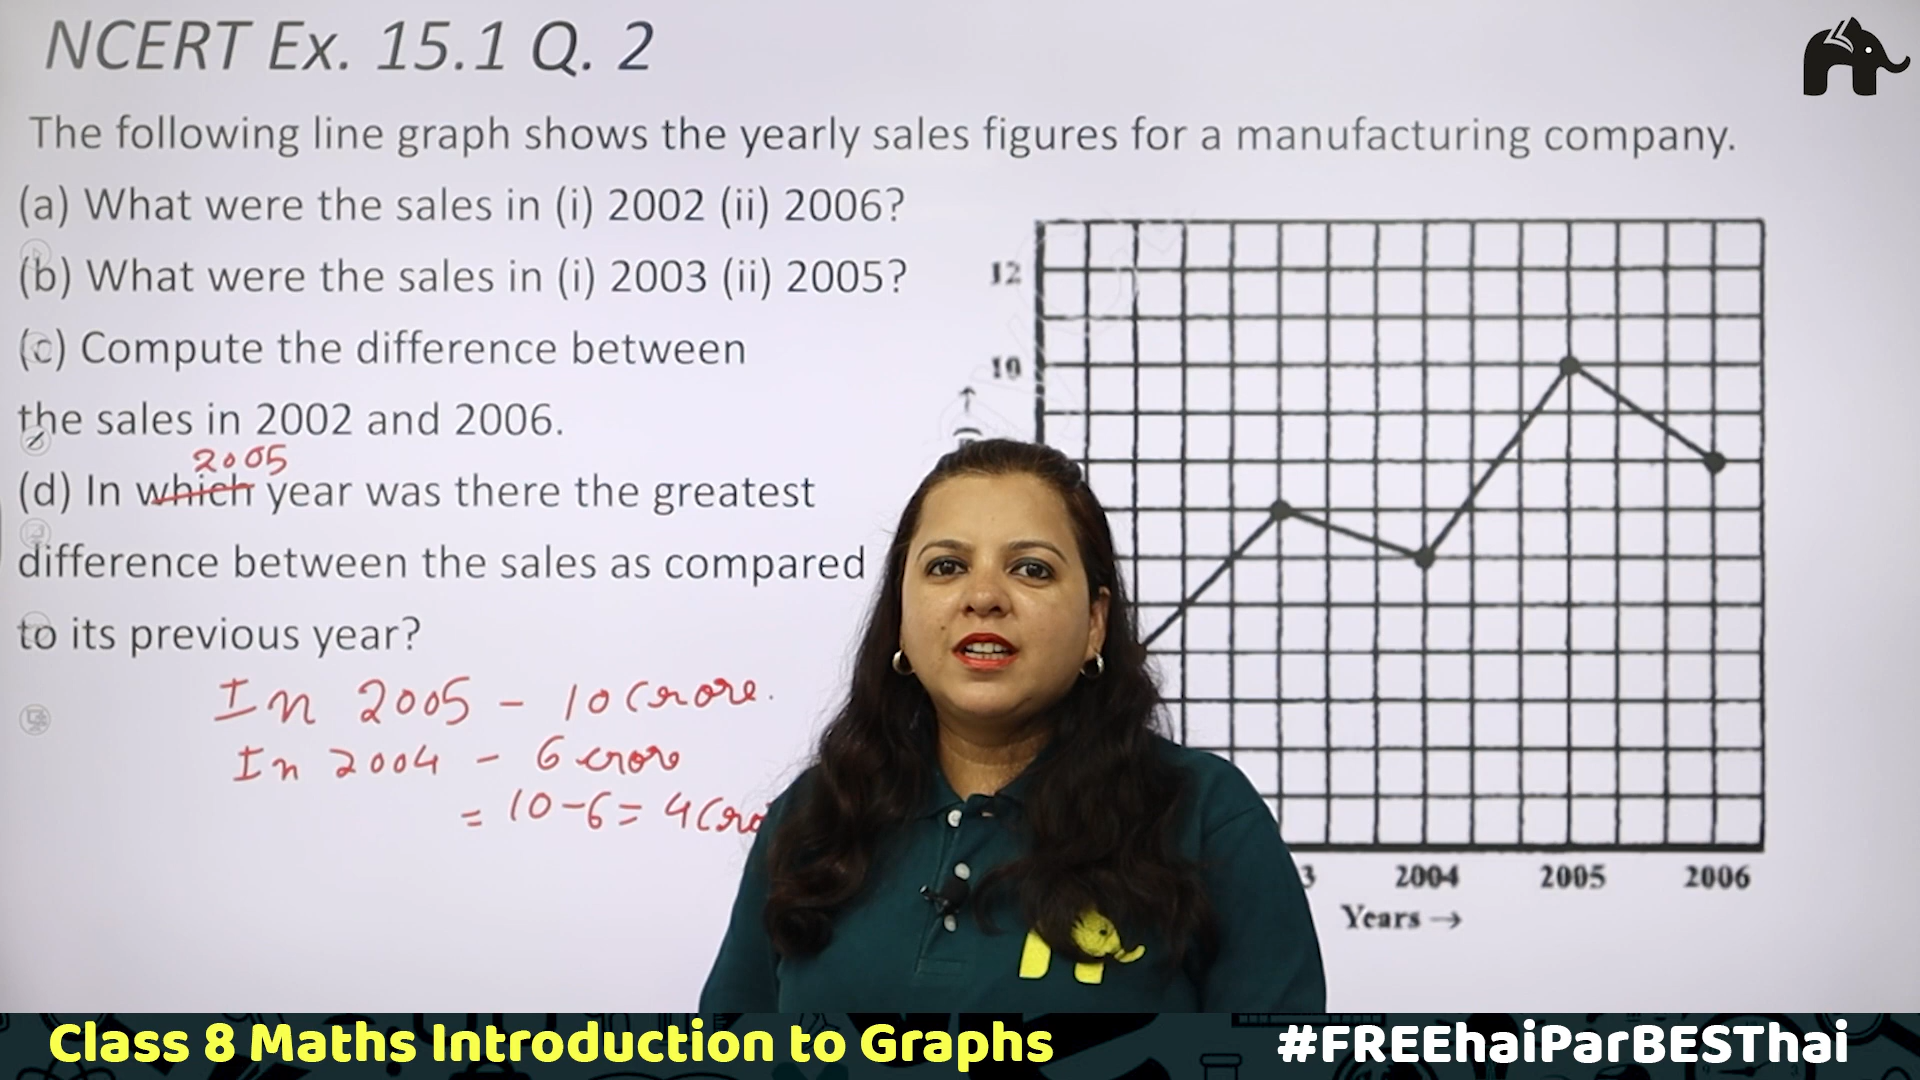 NCERT Ex. 15.1 Q. 2
The following line graph shows the yearly sales figures for a manufacturing company.
(a) What were the sales in (i) 2002 (ii) 2006?
(b) What were the sales in (i) 2003 (ii) 2005?
(c) Compute the difference between
the sales in 2002 and 2006.
2005
(d) In which year was there the greatest
difference between the sales as compared
to its previous year?
In 2005 - 10 Crore.
In 2004 - 6 crore
= 10-6= 4 Cro
12
10
3 2004 2005 2006
Years →
Class 8 Maths Introduction to Graphs
#FREEhaiParBESThai